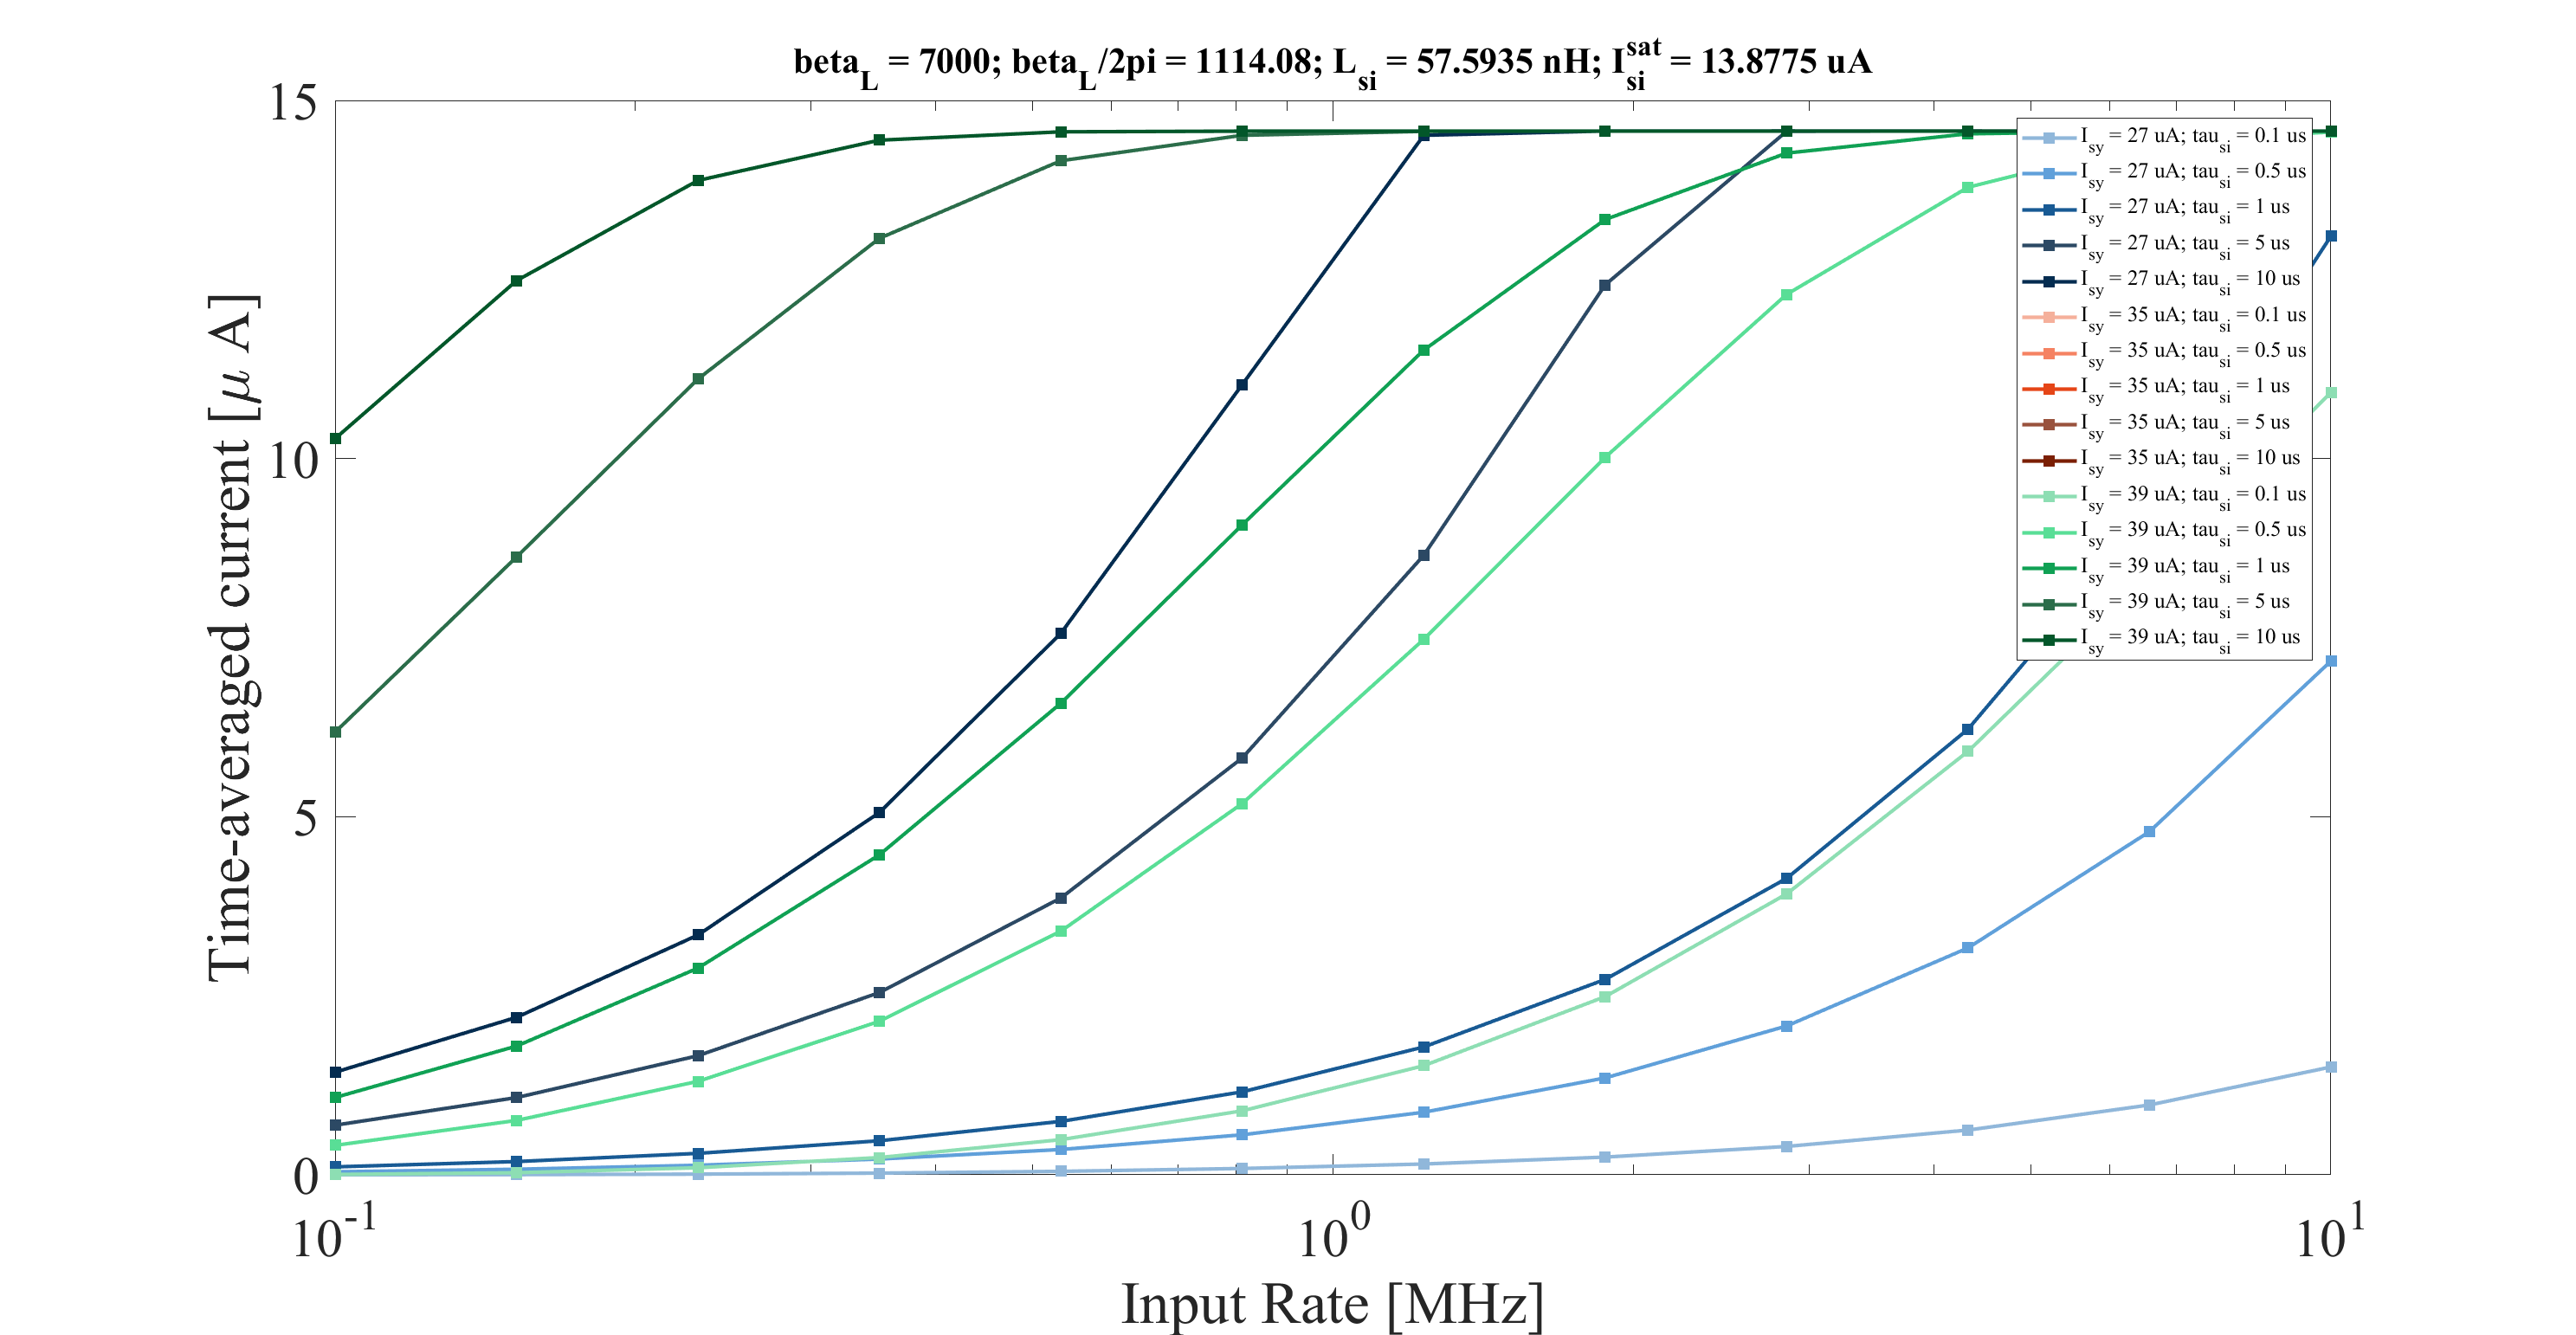 beta_L = 7000; beta_L/2pi = 1114.08; L_si = 57.5935 nH; I_si^sat = 13.8775 uA
Time-averaged current [μ A]
15
10
5
0
I_sy = 27 uA; tau_si = 0.1 us
I_sy = 27 uA; tau_si = 0.5 us
I_sy = 27 uA; tau_si = 1 us
I_sy = 27 uA; tau_si = 5 us
I_sy = 27 uA; tau_si = 10 us
I_sy = 35 uA; tau_si = 0.1 us
I_sy = 35 uA; tau_si = 0.5 us
I_sy = 35 uA; tau_si = 1 us
I_sy = 35 uA; tau_si = 5 us
I_sy = 35 uA; tau_si = 10 us
I_sy = 39 uA; tau_si = 0.1 us
I_sy = 39 uA; tau_si = 0.5 us
I_sy = 39 uA; tau_si = 1 us
I_sy = 39 uA; tau_si = 5 us
I_sy = 39 uA; tau_si = 10 us
10^-1 10^0 10^1
Input Rate [MHz]